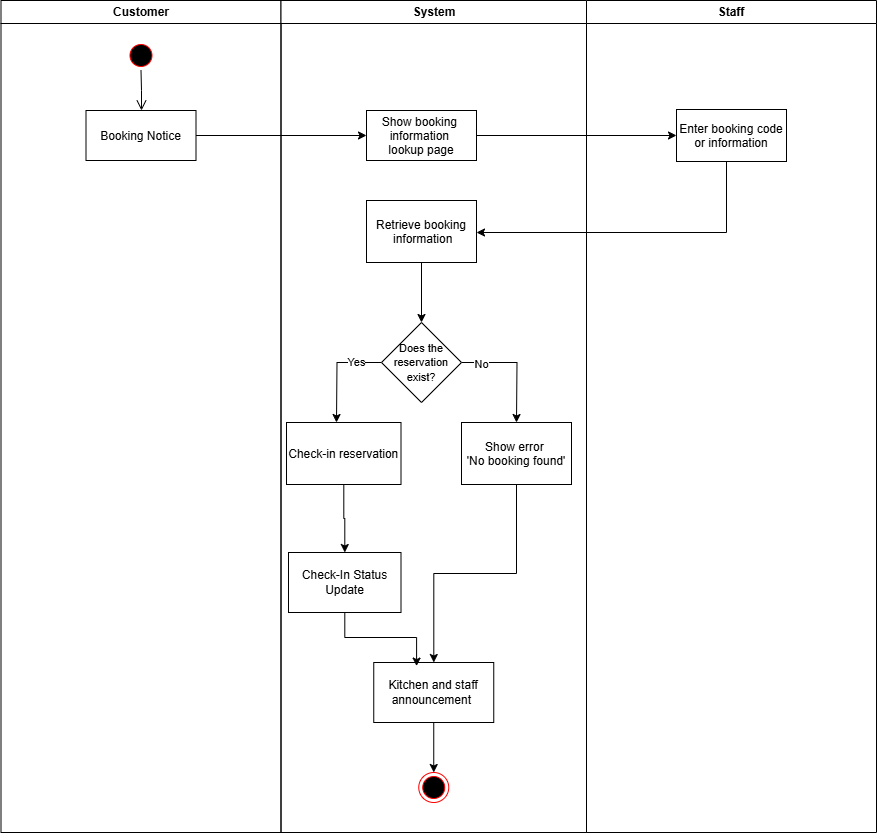 Customer
System
Staff
Booking Notice
Show booking
information
lookup page
Enter booking code
or information
Retrieve booking
information
Does the
reservation
exist?
Yes
No
Check-in reservation
Show error
'No booking found'
Check-In Status
Update
Kitchen and staff
announcement